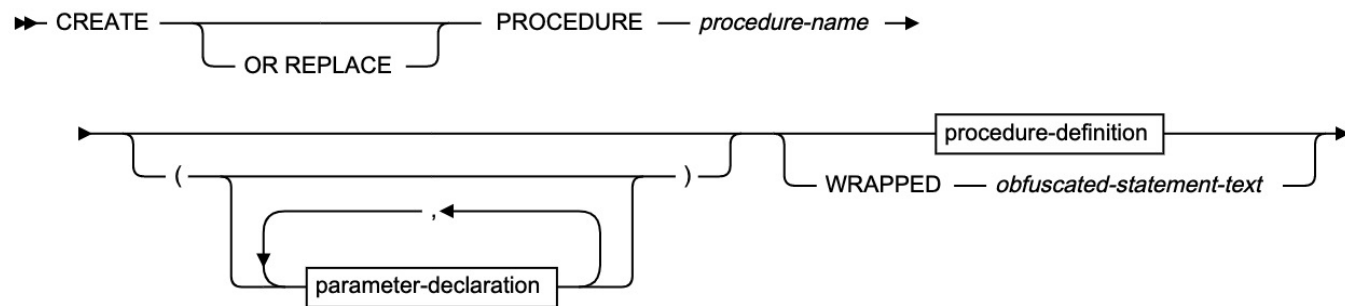 CREATE PROCEDURE procedure-name
OR REPLACE
procedure-definition
( )
WRAPPED obfuscated-statement-text
,
parameter-declaration